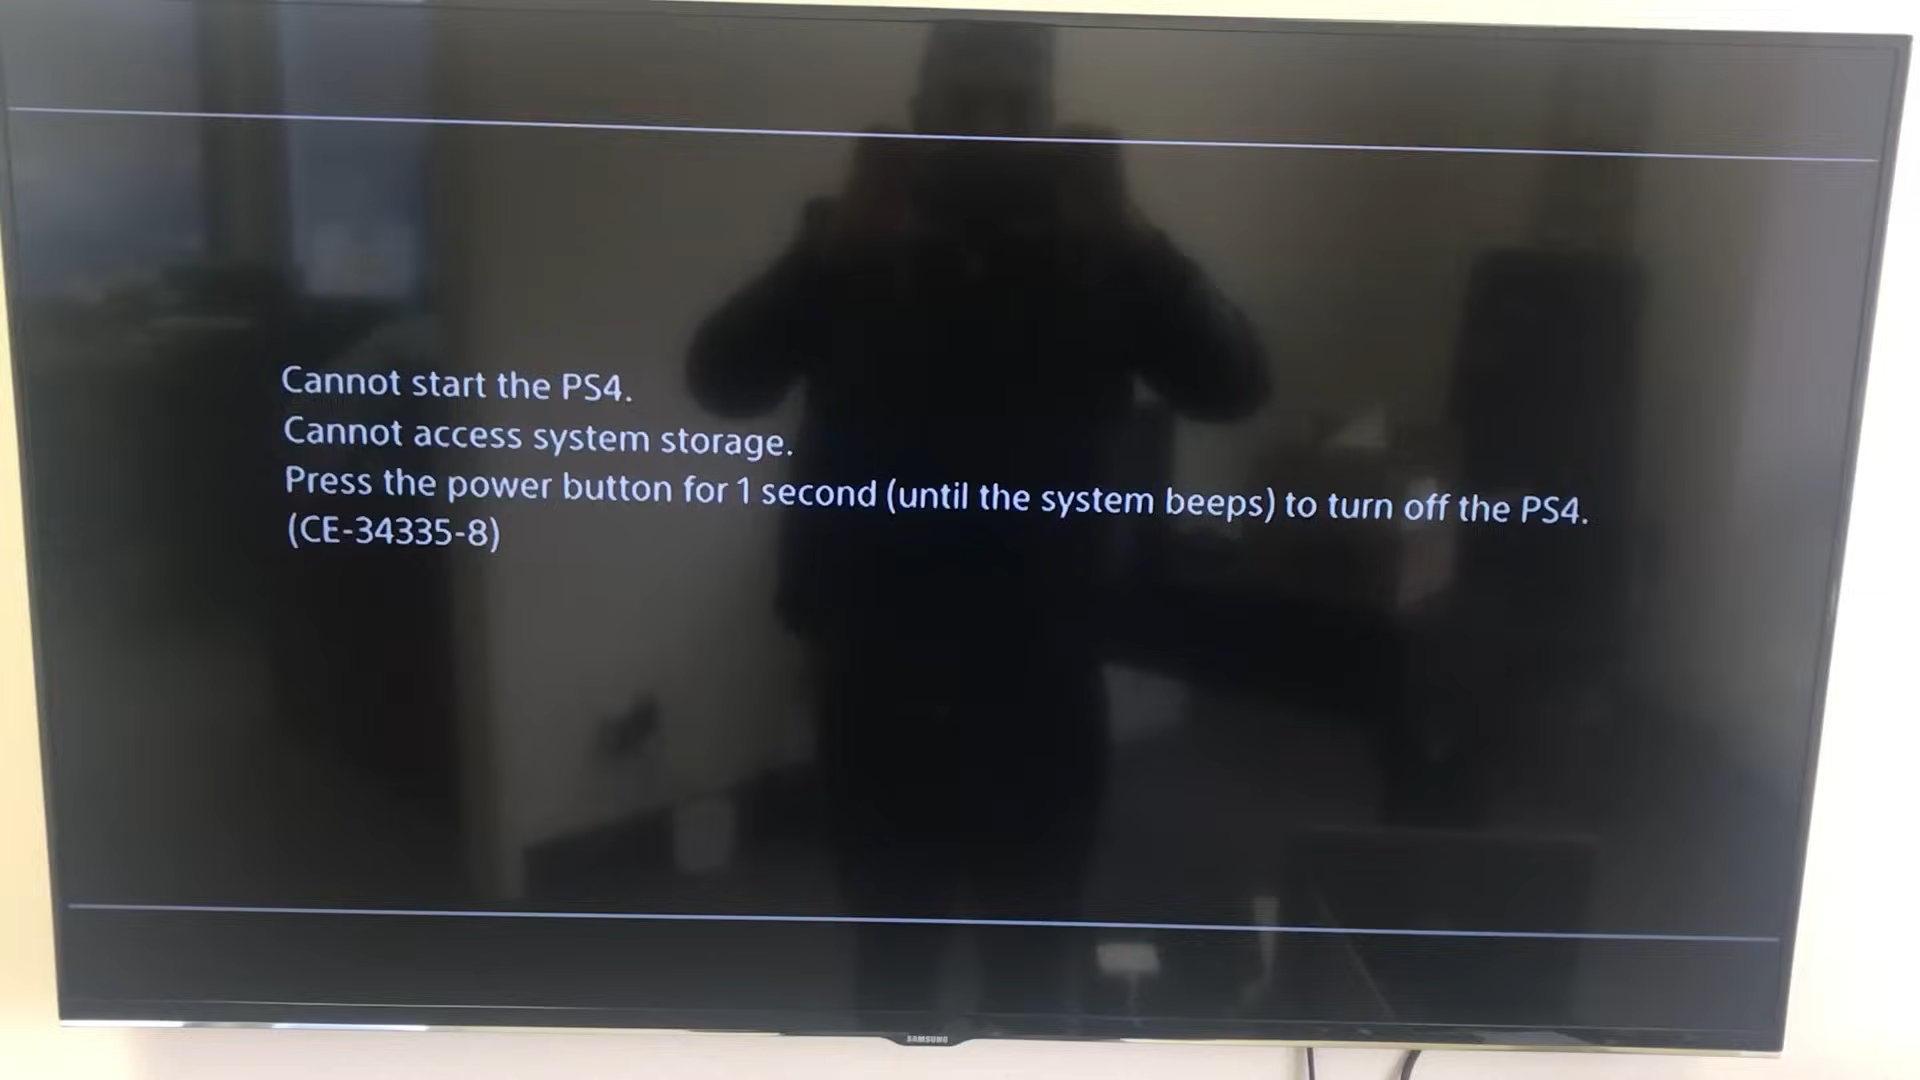 Cannot start the PS4.
Cannot access system storage.
Press the power button for 1 second (until the system beeps) to turn off the PS4.
(CE-34335-8)
SAMSUNG